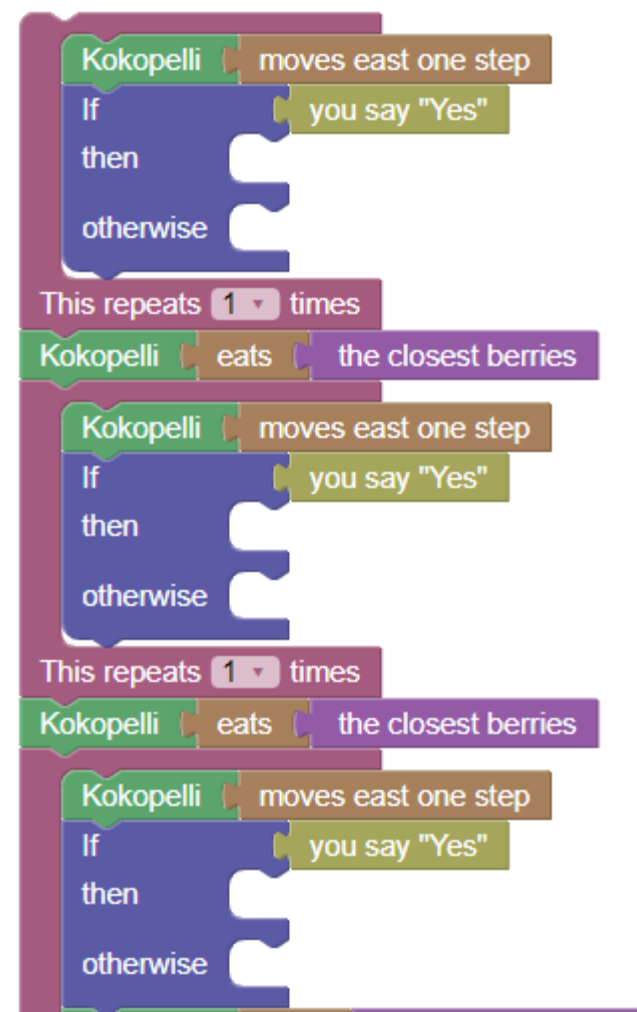 Kokopelli moves east one step
If you say "Yes"
then
otherwise
This repeats 1 times
Kokopelli eats the closest berries
Kokopelli moves east one step
If you say "Yes"
then
otherwise
This repeats 1 times
Kokopelli eats the closest berries
Kokopelli moves east one step
If you say "Yes"
then
otherwise